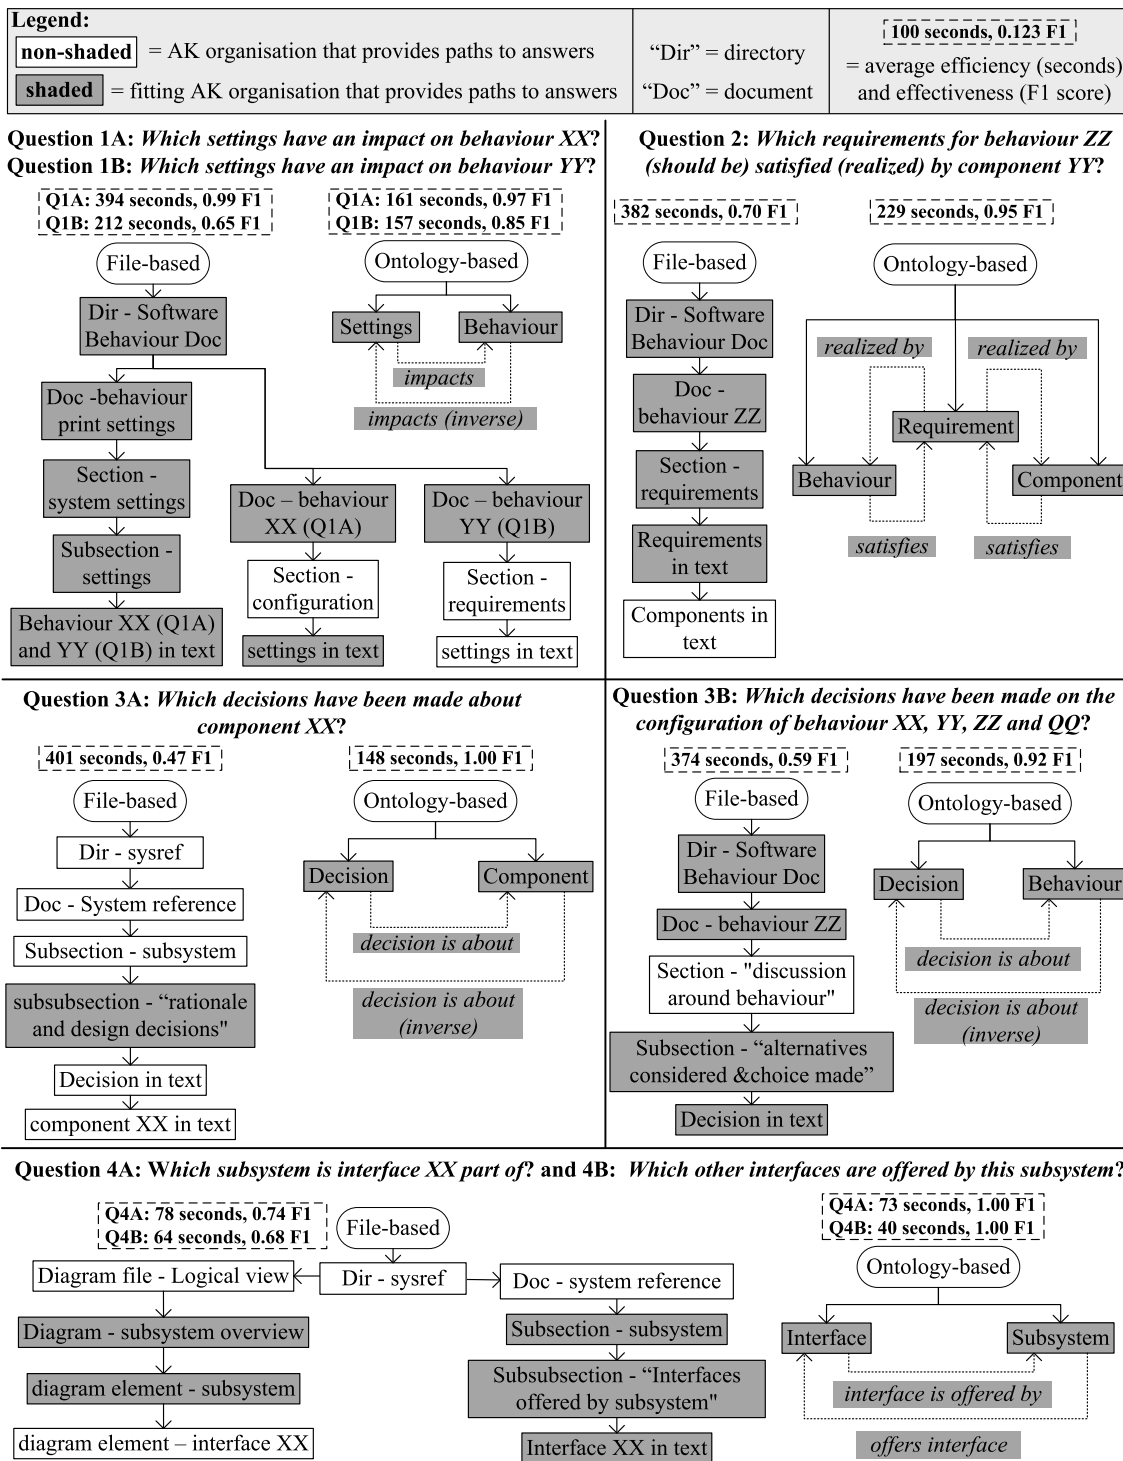 Legend:
non-shaded = AK organisation that provides paths to answers
shaded = fitting AK organisation that provides paths to answers
“Dir” = directory
“Doc” = document
100 seconds, 0.123 F1
= average efficiency (seconds)
and effectiveness (F1 score)
Question 1A: Which settings have an impact on behaviour XX?
Question 1B: Which settings have an impact on behaviour YY?
Q1A: 394 seconds, 0.99 F1
Q1B: 212 seconds, 0.65 F1
Q1A: 161 seconds, 0.97 F1
Q1B: 157 seconds, 0.85 F1
File-based
Dir - Software
Behaviour Doc
Doc -behaviour
print settings
Section -
system settings
Subsection -
settings
Behaviour XX (Q1A)
and YY (Q1B) in text
Doc – behaviour
XX (Q1A)
Section -
configuration
settings in text
Doc – behaviour
YY (Q1B)
Section -
requirements
settings in text
Ontology-based
Settings
Behaviour
impacts
impacts (inverse)
Question 2: Which requirements for behaviour ZZ
(should be) satisfied (realized) by component YY?
382 seconds, 0.70 F1
229 seconds, 0.95 F1
File-based
Dir - Software
Behaviour Doc
Doc -
behaviour ZZ
Section -
requirements
Requirements
in text
Components in
text
Ontology-based
realized by
realized by
Requirement
Behaviour
Component
satisfies
satisfies
Question 3A: Which decisions have been made about
component XX?
401 seconds, 0.47 F1
148 seconds, 1.00 F1
File-based
Dir - sysref
Doc - System reference
Subsection - subsystem
subsubsection - “rationale
and design decisions"
Decision in text
component XX in text
Ontology-based
Decision
Component
decision is about
decision is about
(inverse)
Question 3B: Which decisions have been made on the
configuration of behaviour XX, YY, ZZ and QQ?
374 seconds, 0.59 F1
197 seconds, 0.92 F1
File-based
Dir - Software
Behaviour Doc
Doc - behaviour ZZ
Section - "discussion
around behaviour"
Subsection - “alternatives
considered &choice made”
Decision in text
Ontology-based
Decision
Behaviour
decision is about
decision is about
(inverse)
Question 4A: Which subsystem is interface XX part of? and 4B: Which other interfaces are offered by this subsystem?
Q4A: 78 seconds, 0.74 F1
Q4B: 64 seconds, 0.68 F1
File-based
Diagram file - Logical view
Dir - sysref
Doc - system reference
Diagram - subsystem overview
diagram element - subsystem
diagram element – interface XX
Subsection - subsystem
Subsubsection - “Interfaces
offered by subsystem"
Interface XX in text
Q4A: 73 seconds, 1.00 F1
Q4B: 40 seconds, 1.00 F1
Ontology-based
Interface
Subsystem
interface is offered by
offers interface